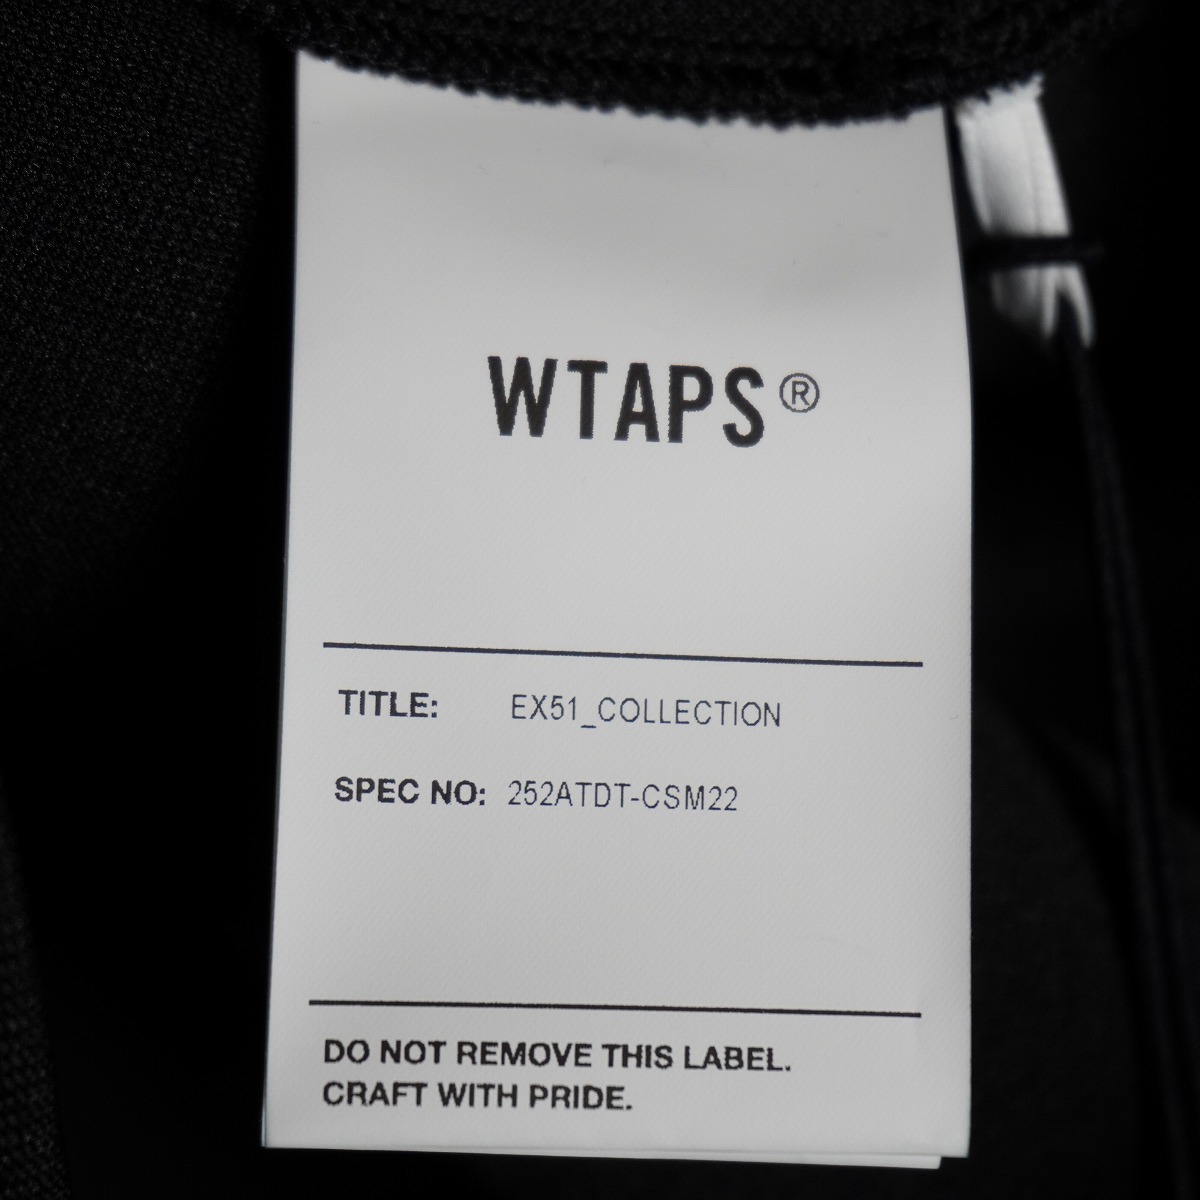 WTAPS®
TITLE: EX51_COLLECTION
SPEC NO: 252ATDT-CSM22
DO NOT REMOVE THIS LABEL.
CRAFT WITH PRIDE.